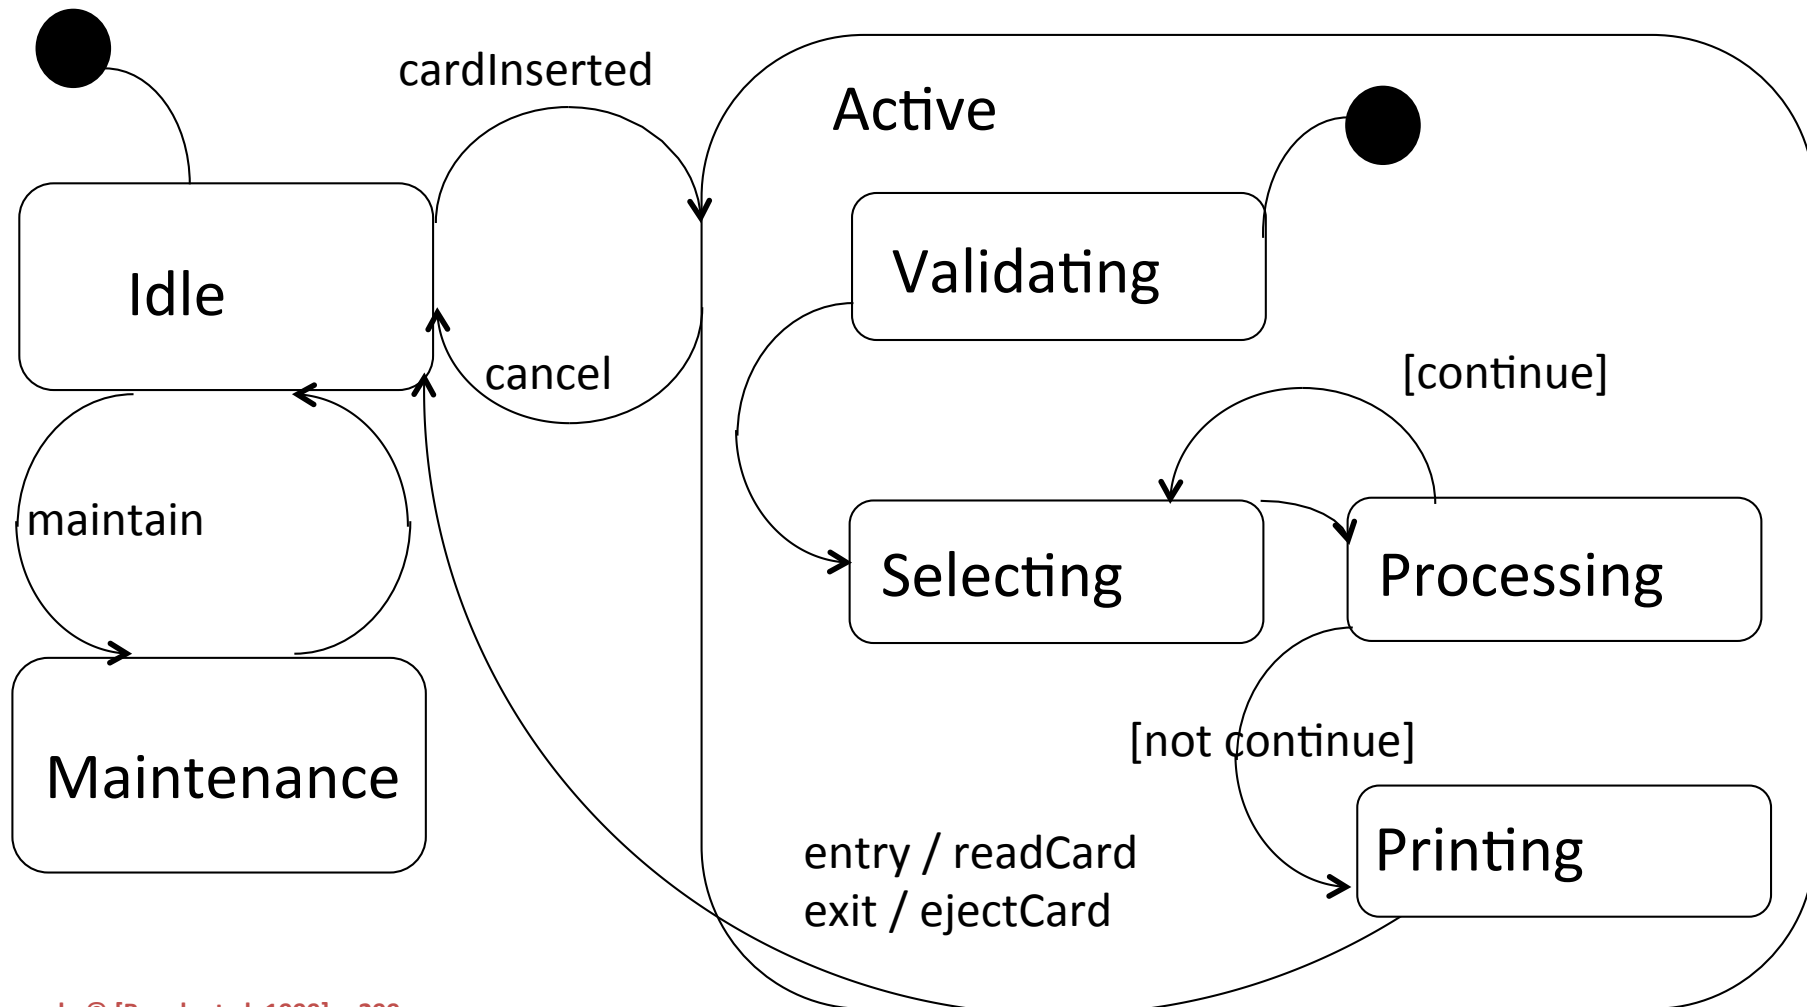 cardInserted
Active
Validating
Idle
cancel
[continue]
maintain
Selecting
Processing
[not continue]
Maintenance
Printing
entry / readCard
exit / ejectCard